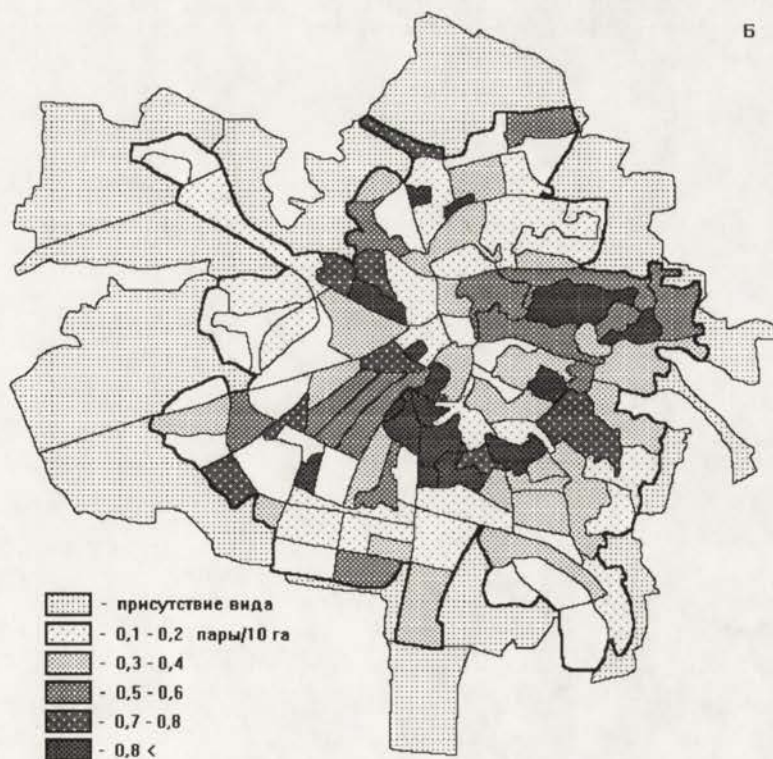 Б
- присутствие вида
- 0,1 - 0,2 пары/10 га
- 0,3 - 0,4
- 0,5 - 0,6
- 0,7 - 0,8
- 0,8 <